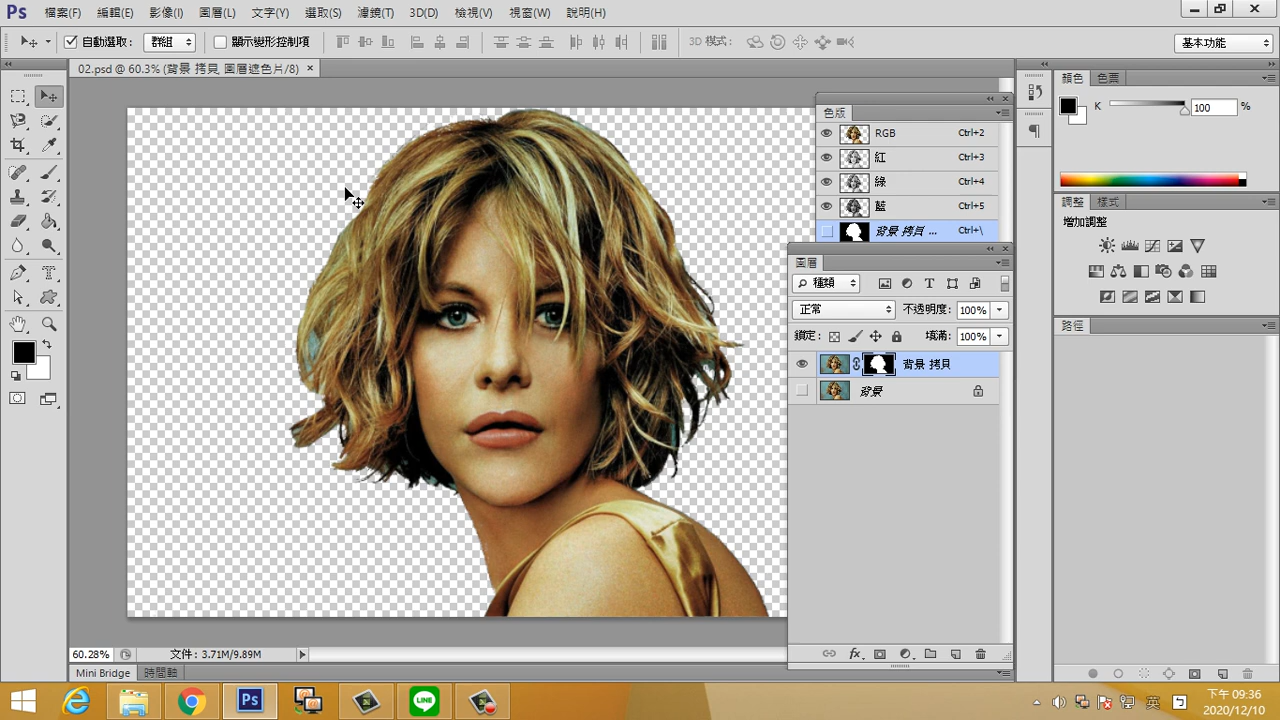 Ps 檔案(F) 編輯(E) 影像(I) 圖層(L) 文字(Y) 選取(S) 濾鏡(T) 3D(D) 檢視(V) 視窗(W) 說明(H)
自動選取: 群組 顯示變形控制項 3D 模式: 基本功能
02.psd @ 60.3% (背景 拷貝, 圖層遮色片/8) ×
顏色 色票
K 100 %
色版
RGB Ctrl+2
紅 Ctrl+3
綠 Ctrl+4
藍 Ctrl+5
背景 拷貝 ... Ctrl+\
調整 樣式
增加調整
圖層
種類
正常 不透明度: 100%
鎖定: 填滿: 100%
背景 拷貝
背景
路徑
60.28% 文件: 3.71M/9.89M
Mini Bridge 時間軸
Ps LINE 英 下午 09:36
2020/12/10